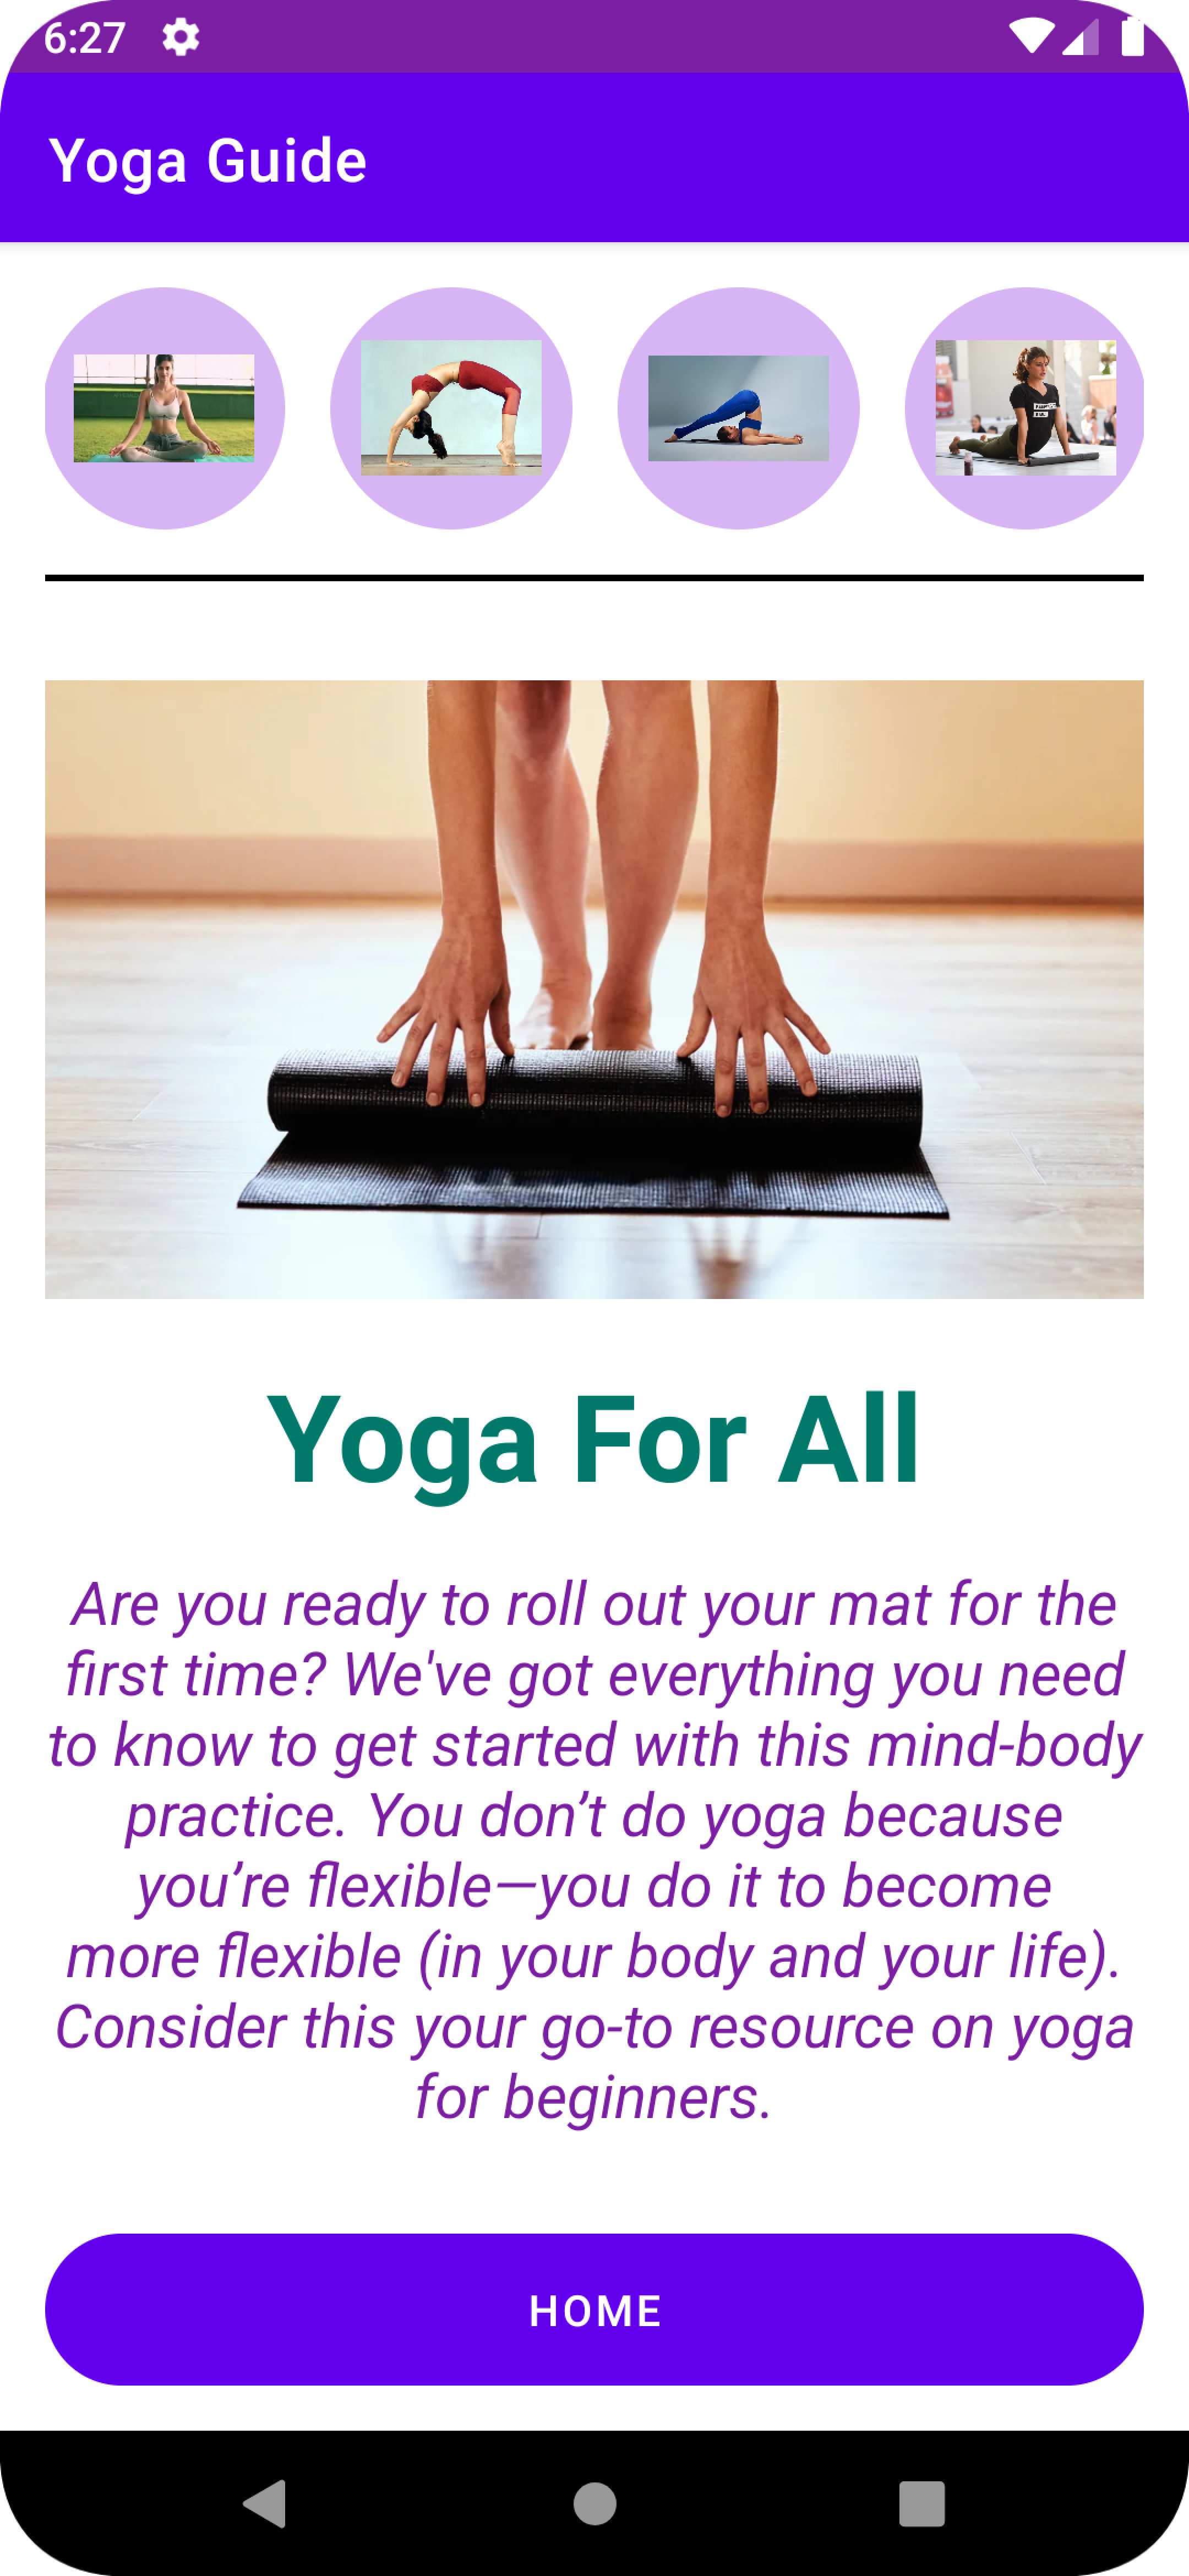 6:27
Yoga Guide
Yoga For All
Are you ready to roll out your mat for the
first time? We've got everything you need
to know to get started with this mind-body
practice. You don’t do yoga because
you’re flexible—you do it to become
more flexible (in your body and your life).
Consider this your go-to resource on yoga
for beginners.
HOME